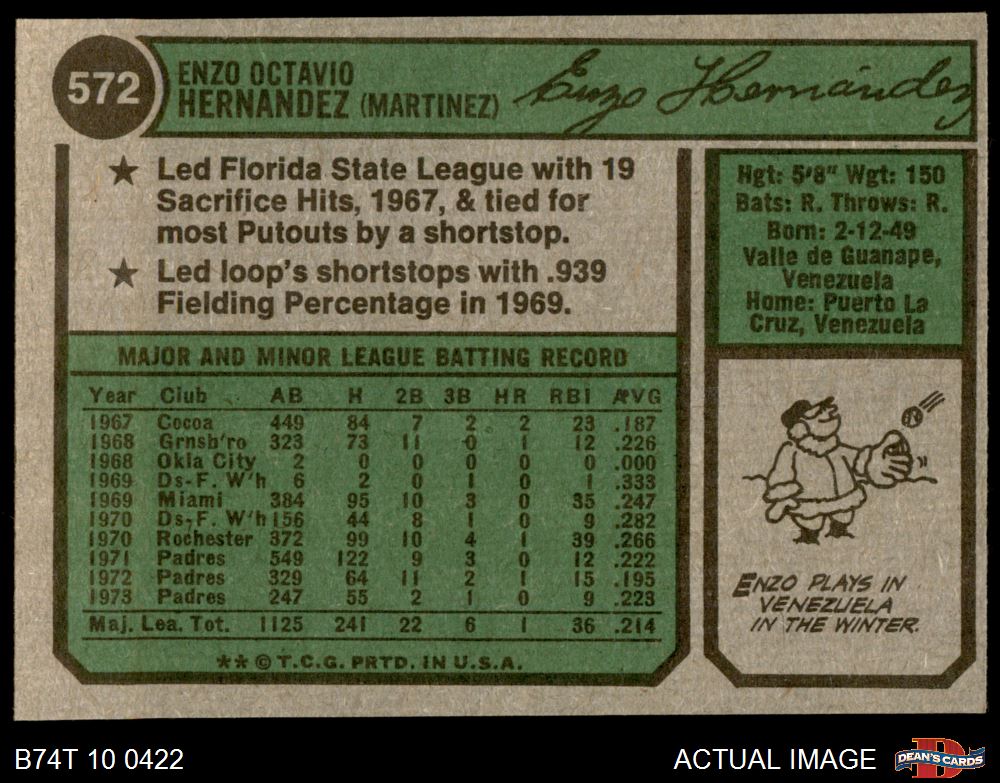 572
ENZO OCTAVIO
HERNANDEZ (MARTINEZ)
Enzo Hernández
★ Led Florida State League with 19
Sacrifice Hits, 1967, & tied for
most Putouts by a shortstop.
★ Led loop's shortstops with .939
Fielding Percentage in 1969.
Hgt: 5'8" Wgt: 150
Bats: R. Throws: R.
Born: 2-12-49
Valle de Guanape,
Venezuela
Home: Puerto La
Cruz, Venezuela
MAJOR AND MINOR LEAGUE BATTING RECORD
Year Club AB H 2B 3B HR RBI AVG
1967 Cocoa 449 84 7 2 2 23 .187
1968 Grnsb'ro 323 73 11 0 1 12 .226
1968 Okla City 2 0 0 0 0 0 .000
1969 Ds-F. W'h 6 2 0 1 0 1 .333
1969 Miami 384 95 10 3 0 35 .247
1970 Ds-F. W'h 156 44 8 1 0 9 .282
1970 Rochester 372 99 10 4 1 39 .266
1971 Padres 549 122 9 3 0 12 .222
1972 Padres 329 64 11 2 1 15 .195
1973 Padres 247 55 2 1 0 9 .223
Maj. Lea. Tot. 1125 241 22 6 1 36 .214
** © T.C.G. PRTD. IN U.S.A.
ENZO PLAYS IN
VENEZUELA
IN THE WINTER.
B74T 10 0422
ACTUAL IMAGE
D
DEAN'S CARDS